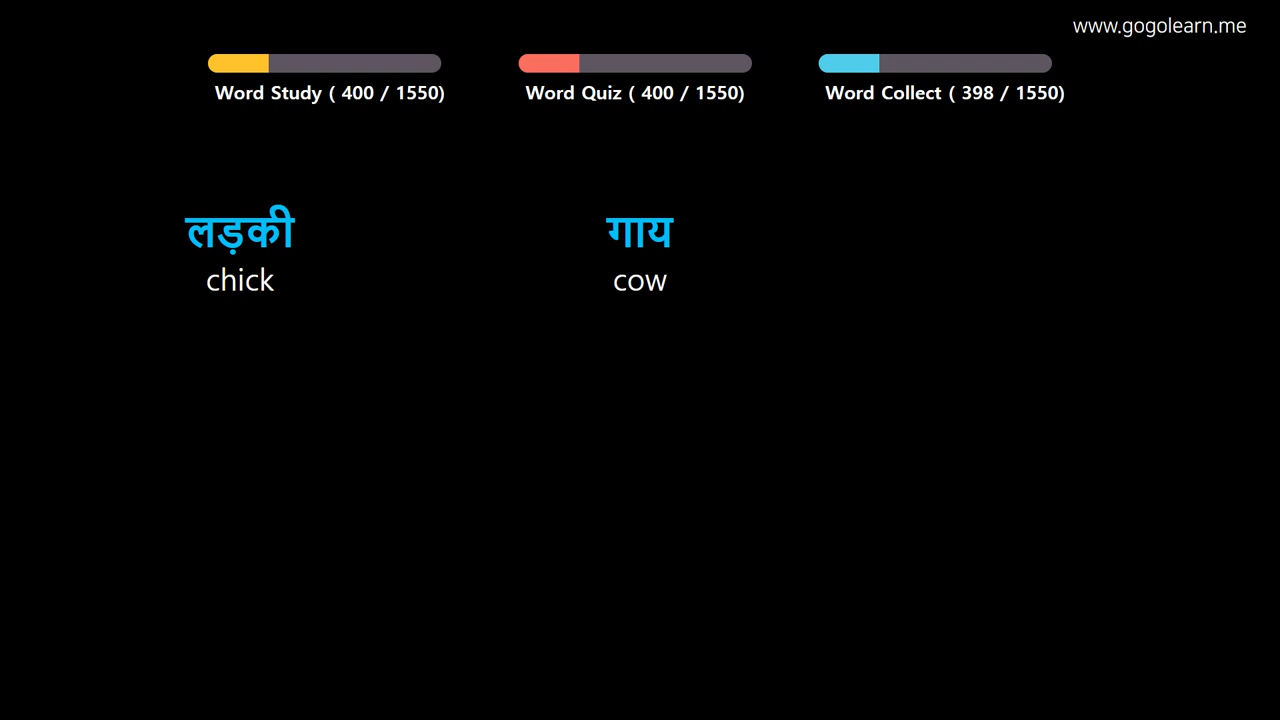 www.gogolearn.me
Word Study ( 400 / 1550)
Word Quiz ( 400 / 1550)
Word Collect ( 398 / 1550)
लड़की
chick
गाय
cow